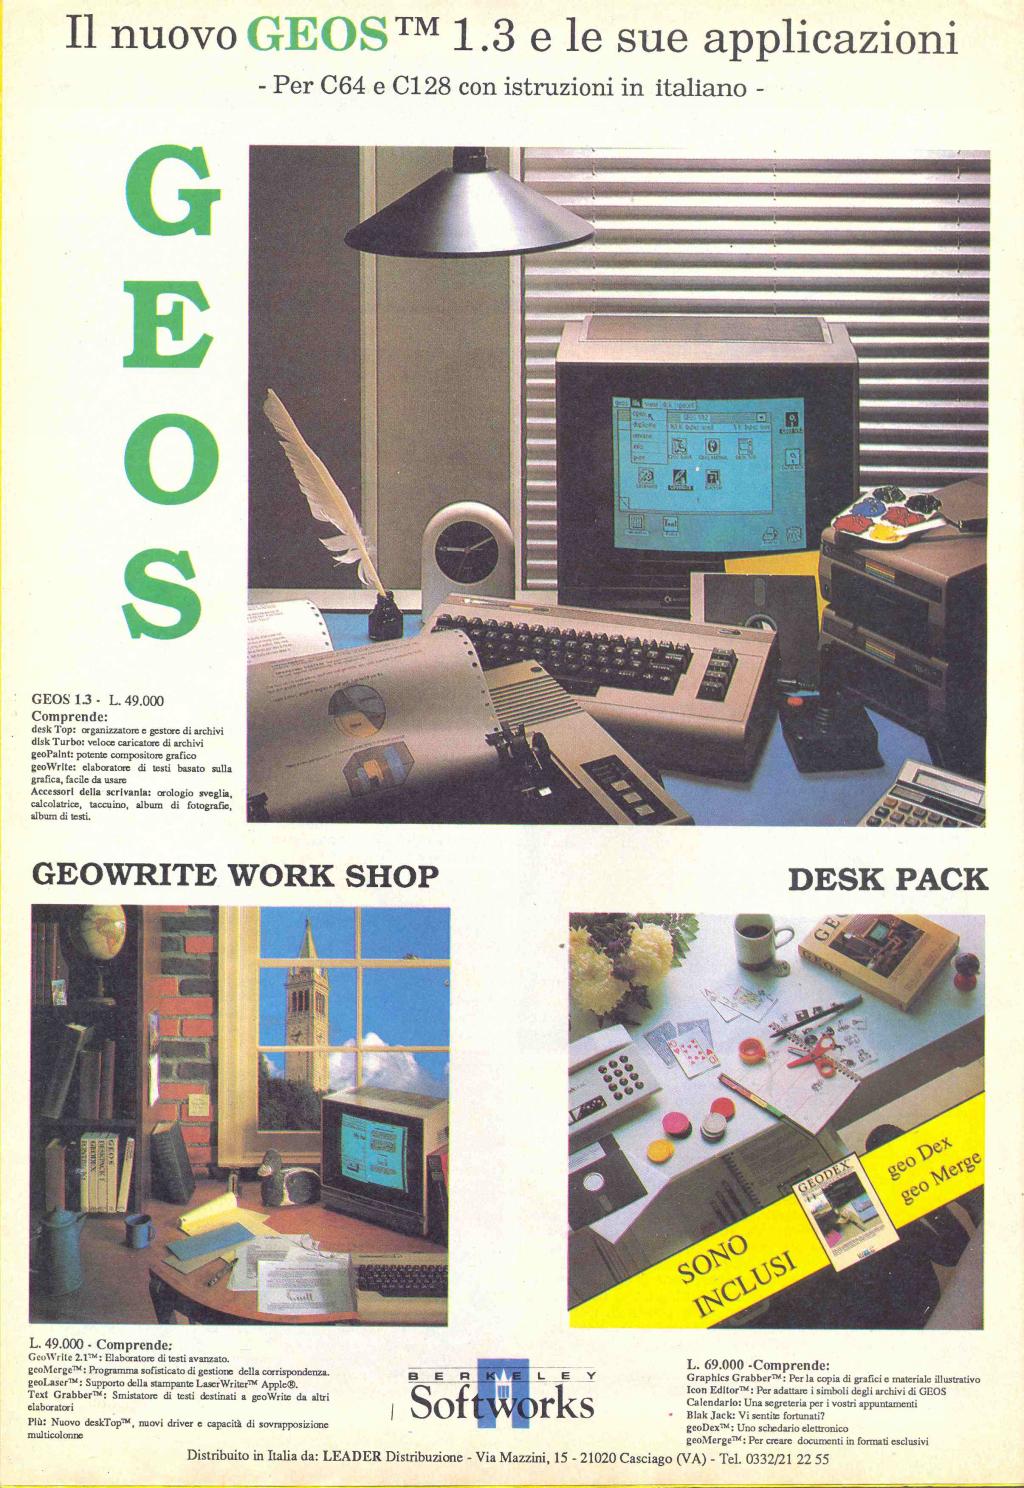 Il nuovo GEOS™ 1.3 e le sue applicazioni
- Per C64 e C128 con istruzioni in italiano -
G
E
O
S
GEOS 1.3 - L. 49.000
Comprende:
desk Top: organizzatore e gestore di archivi
disk Turbo: veloce caricatore di archivi
geoPaint: potente compositore grafico
geoWrite: elaboratore di testi basato sulla
grafica, facile da usare
Accessori della scrivania: orologio sveglia,
calcolatrice, taccuino, album di fotografie,
album di testi.
GEOWRITE WORK SHOP
DESK PACK
GEOS
GEODEX
geo Dex
geo Merge
SONO
INCLUSI
L. 49.000 - Comprende:
GeoWrite 2.1™: Elaboratore di testi avanzato.
geoMerge™: Programma sofisticato di gestione della corrispondenza.
geoLaser™: Supporto della stampante LaserWriter™ Apple®.
Text Grabber™: Smistatore di testi destinati a geoWrite da altri
elaboratori
Più: Nuovo deskTop™, nuovi driver e capacità di sovrapposizione
multicolonne
BERKELEY
Softworks
L. 69.000 -Comprende:
Graphics Grabber™: Per la copia di grafici e materiale illustrativo
Icon Editor™: Per adattare i simboli degli archivi di GEOS
Calendario: Una segreteria per i vostri appuntamenti
Blak Jack: Vi sentite fortunati?
geoDex™: Uno schedario elettronico
geoMerge™: Per creare documenti in formati esclusivi
Distribuito in Italia da: LEADER Distribuzione - Via Mazzini, 15 - 21020 Casciago (VA) - Tel. 0332/21 22 55